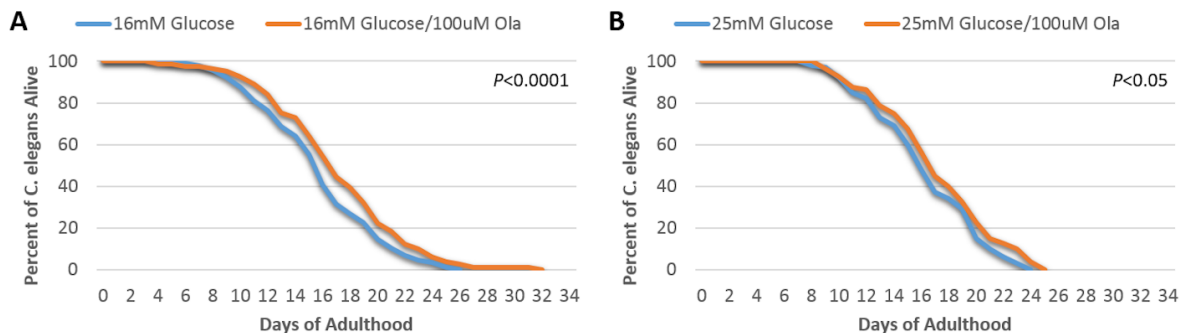 A
16mM Glucose 16mM Glucose/100uM Ola
P<0.0001
Percent of C. elegans Alive
100
80
60
40
20
0
0 2 4 6 8 10 12 14 16 18 20 22 24 26 28 30 32 34
Days of Adulthood
B
25mM Glucose 25mM Glucose/100uM Ola
P<0.05
Percent of C. elegans Alive
100
80
60
40
20
0
0 2 4 6 8 10 12 14 16 18 20 22 24 26 28 30 32 34
Days of Adulthood